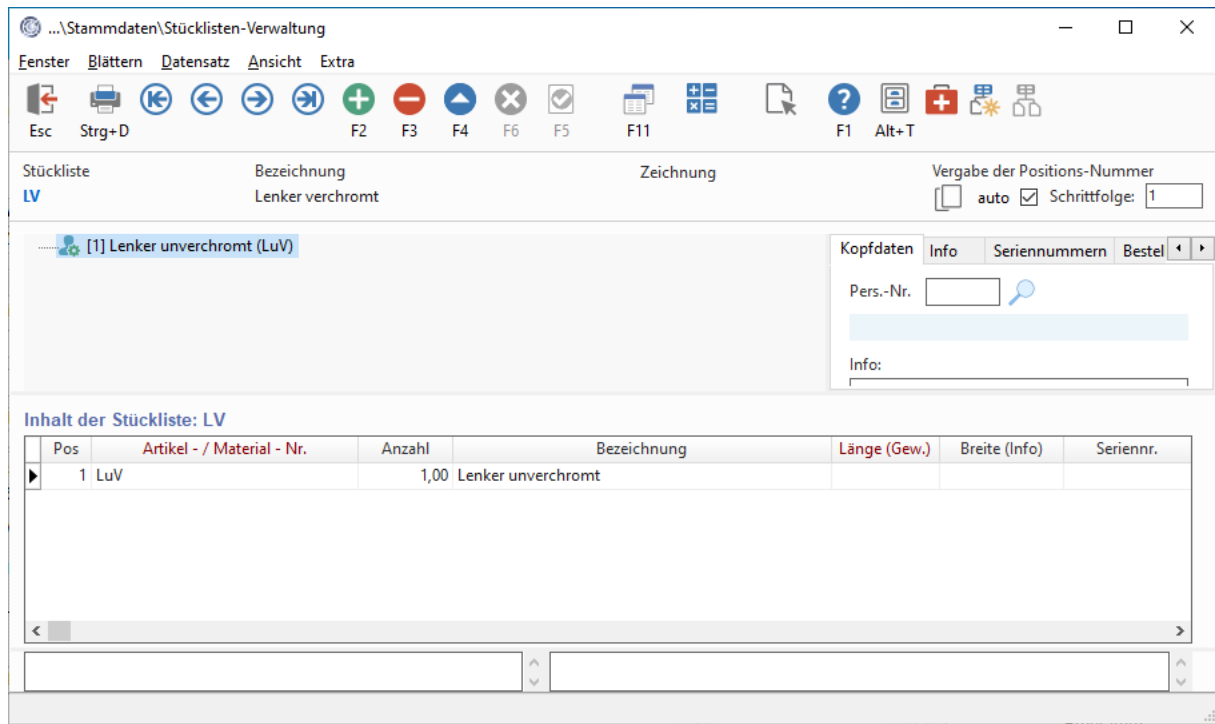 ...\Stammdaten\Stücklisten-Verwaltung
Fenster Blättern Datensatz Ansicht Extra
Esc Strg+D F2 F3 F4 F6 F5 F11 F1 Alt+T
Stückliste Bezeichnung Zeichnung Vergabe der Positions-Nummer
LV Lenker verchromt auto Schrittfolge: 1
[1] Lenker unverchromt (LuV)
Kopfdaten Info Seriennummern Bestel
Pers.-Nr.
Info:
Inhalt der Stückliste: LV
Pos Artikel - / Material - Nr. Anzahl Bezeichnung Länge (Gew.) Breite (Info) Seriennr.
1 LuV 1,00 Lenker unverchromt